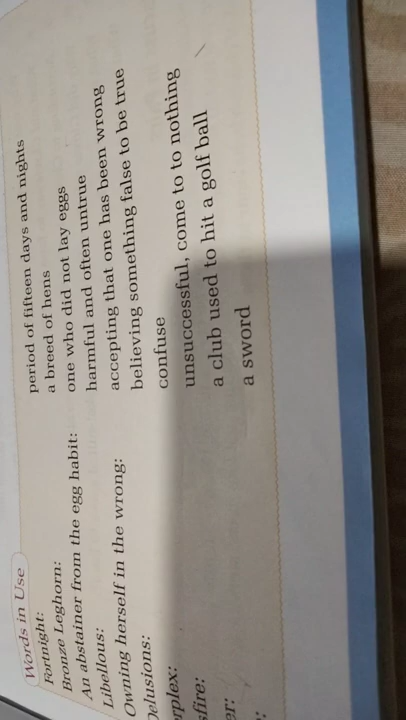 Words in Use
Fortnight: period of fifteen days and nights
Bronze Leghorn: a breed of hens
An abstainer from the egg habit: one who did not lay eggs
Libellous: harmful and often untrue
Owning herself in the wrong: accepting that one has been wrong
Delusions: believing something false to be true
rplex: confuse
sfire: unsuccessful, come to to nothing
er: a club used to hit a golf ball
: a sword